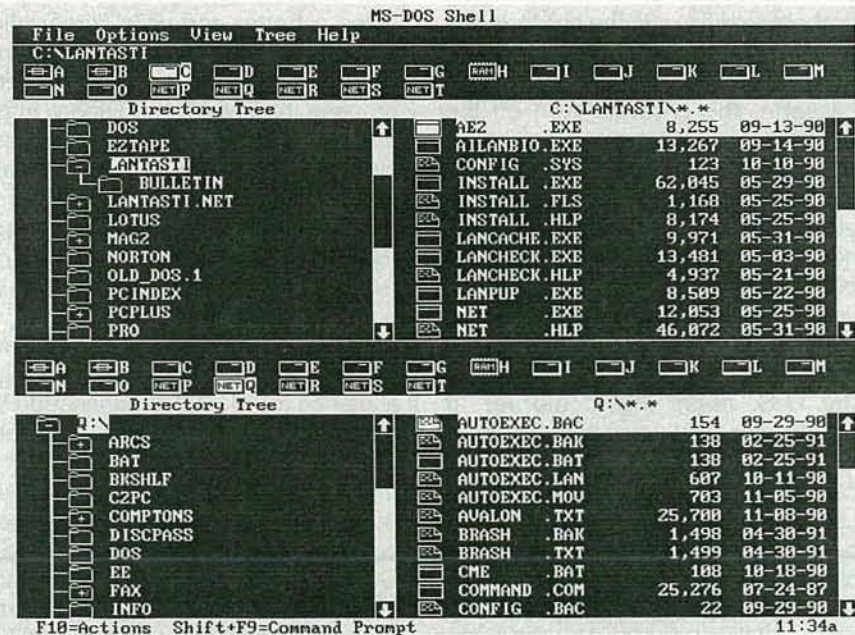 MS-DOS Shell
File Options View Tree Help
C:\LANTASTI
A B C D E F G RAM H I J K L M
N O NET P NET Q NET R NET S NET T
Directory Tree C:\LANTASTI\*.*
DOS AE2 .EXE 8,255 09-13-90
EZTAPE AILANBIO.EXE 13,267 09-14-90
LANTASTI CONFIG .SYS 123 10-10-90
BULLETIN INSTALL .EXE 62,045 05-29-90
LANTASTI.NET INSTALL .FLS 1,168 05-25-90
LOTUS INSTALL .HLP 8,174 05-25-90
MAG2 LANCACHE.EXE 9,971 05-31-90
NORTON LANCHECK.EXE 13,481 05-03-90
OLD_DOS.1 LANCHECK.HLP 4,937 05-21-90
PCINDEX LANPUP .EXE 8,509 05-22-90
PCPLUS NET .EXE 12,053 05-25-90
PRO NET .HLP 46,072 05-31-90
A B C D E F G RAM H I J K L M
N O NET P NET Q NET R NET S NET T
Directory Tree Q:\*.*
Q:\ AUTOEXEC.BAC 154 09-29-90
ARCS AUTOEXEC.BAK 138 02-25-91
BAT AUTOEXEC.BAT 138 02-25-91
BKSHLF AUTOEXEC.LAN 607 10-11-90
C2PC AUTOEXEC.MOV 703 11-05-90
COMPTONS AVALON .TXT 25,700 11-08-90
DISCPASS BRASH .BAK 1,498 04-30-91
DOS BRASH .TXT 1,499 04-30-91
EE CME .BAT 108 10-18-90
FAX COMMAND .COM 25,276 07-24-87
INFO CONFIG .BAC 22 09-29-90
F10=Actions Shift+F9=Command Prompt 11:34a